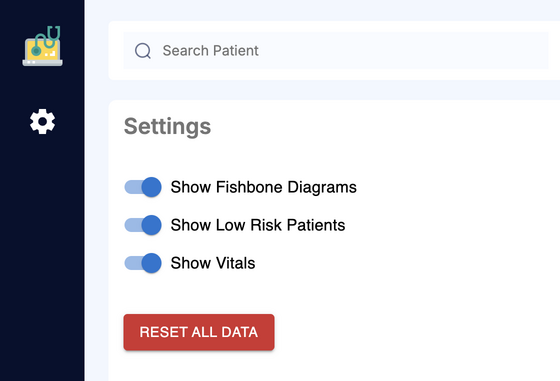 Search Patient
Settings
Show Fishbone Diagrams
Show Low Risk Patients
Show Vitals
RESET ALL DATA